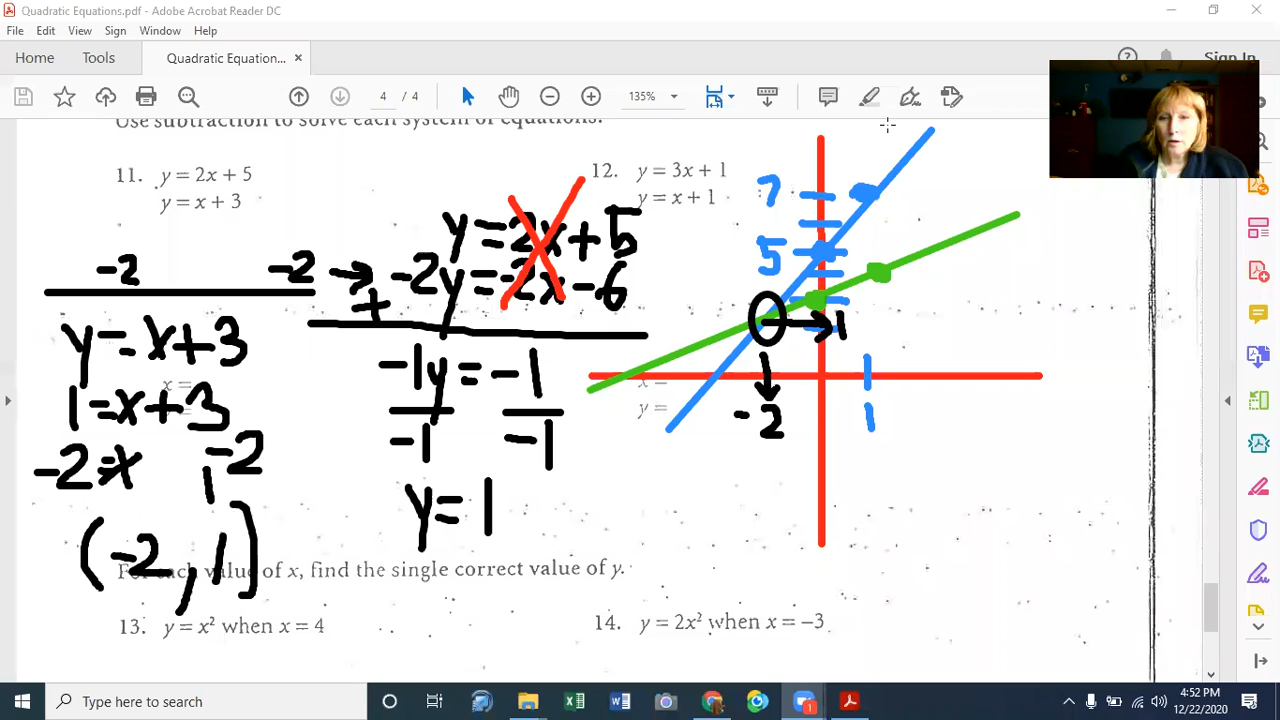 Quadratic Equations.pdf - Adobe Acrobat Reader DC
File Edit View Sign Window Help
Home Tools Quadratic Equation... × Sign In
4 / 4 135%
Use subtraction to solve each system of equations.
11. y = 2x + 5
y = x + 3
12. y = 3x + 1
y = x + 1
y = 2x + 5
-2 -2 → -2y = -2x - 6
+
y = x + 3
1 = x + 3
-2 = x
-2
1
(-2, 1)
-1y = -1
-1 -1
y = 1
7
5
1
-2
1
x =
y =
x =
y =
For each value of x, find the single correct value of y.
13. y = x² when x = 4
14. y = 2x² when x = –3
Type here to search
1
4:52 PM
12/22/2020